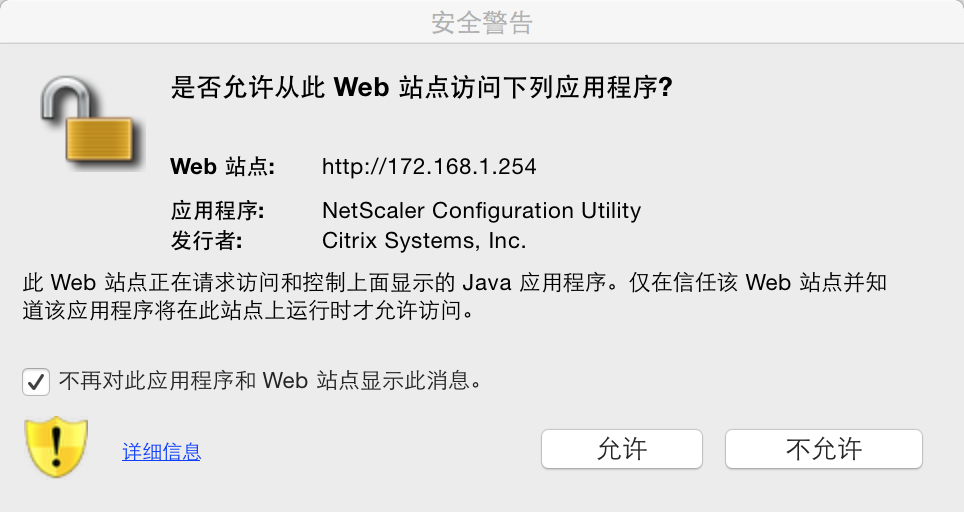 安全警告
是否允许从此 Web 站点访问下列应用程序?
Web 站点: http://172.168.1.254
应用程序: NetScaler Configuration Utility
发行者: Citrix Systems, Inc.
此 Web 站点正在请求访问和控制上面显示的 Java 应用程序。仅在信任该 Web 站点并知
道该应用程序将在此站点上运行时才允许访问。
不再对此应用程序和 Web 站点显示此消息。
详细信息 允许 不允许